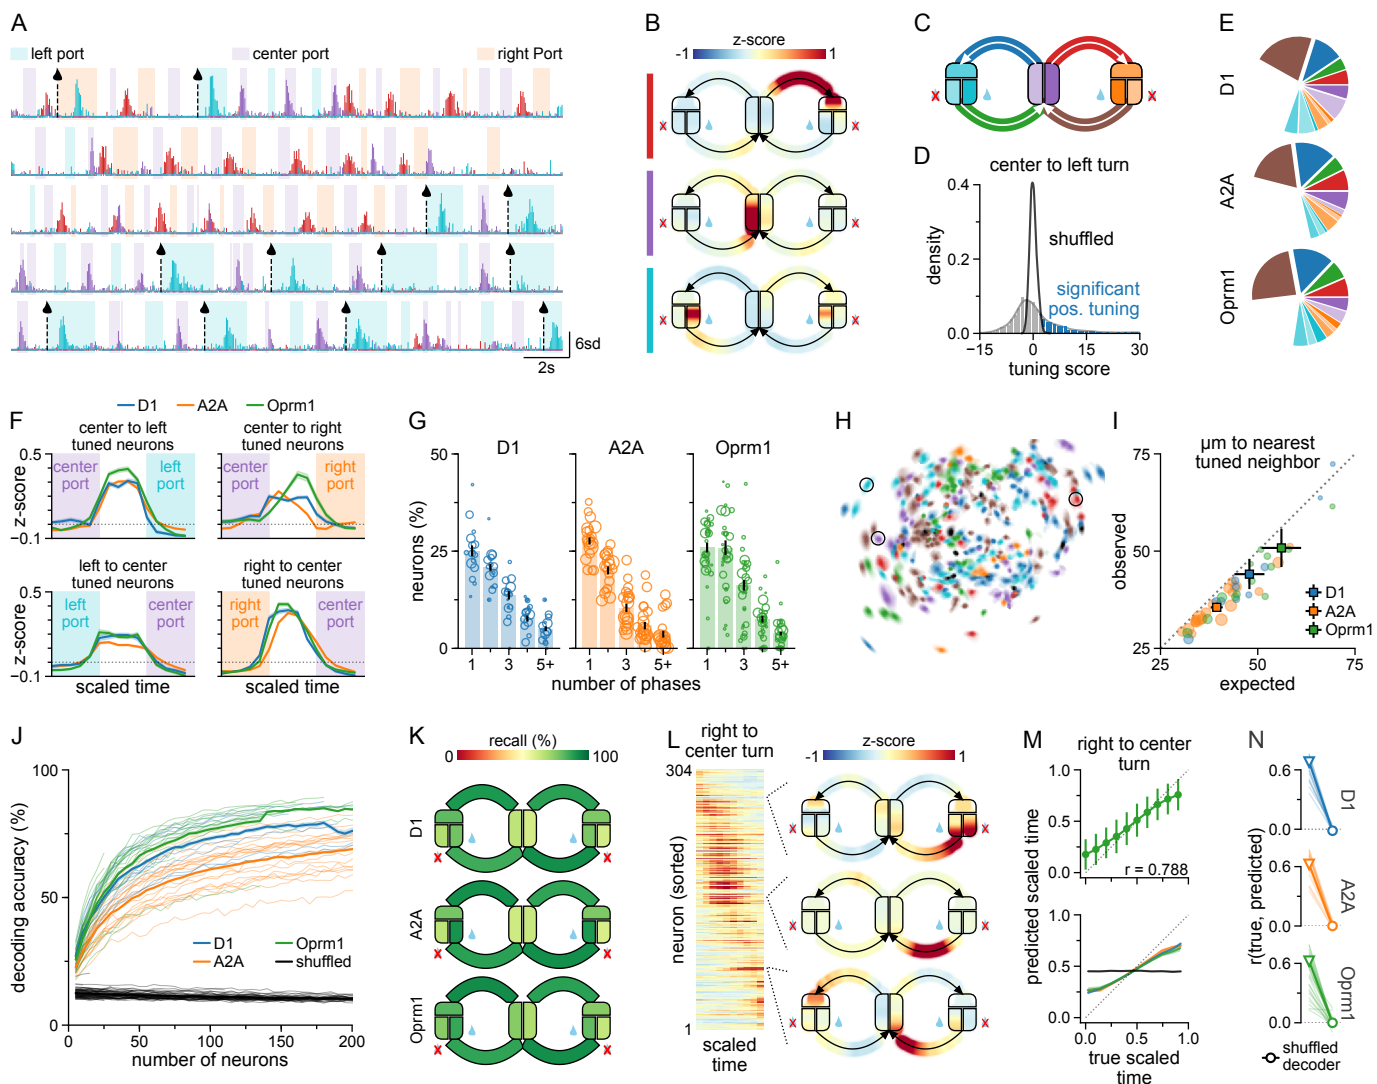 A
left port
center port
right Port
6sd
2s
B
z-score
-1
1
X
X
X
X
X
X
C
X
X
D
center to left turn
0.4
0.2
0.0
density
shuffled
significant
pos. tuning
−15
0
15
30
tuning score
E
D1
A2A
Oprm1
F
D1
A2A
Oprm1
center to left
tuned neurons
center to right
tuned neurons
0.5
−0.1
z-score
center
port
left
port
center
port
right
port
left to center
tuned neurons
right to center
tuned neurons
0.5
−0.1
z-score
left
port
center
port
right
port
center
port
scaled time
scaled time
G
D1
A2A
Oprm1
50
25
0
neurons (%)
1
3
5+
1
3
5+
1
3
5+
number of phases
H
I
µm to nearest
tuned neighbor
75
50
25
observed
D1
A2A
Oprm1
25
50
75
expected
J
100
50
0
decoding accuracy (%)
D1
Oprm1
A2A
shuffled
0
50
100
150
200
number of neurons
K
recall (%)
0
100
D1
A2A
Oprm1
X
X
X
X
X
X
L
right to
center turn
304
1
neuron (sorted)
scaled
time
z-score
-1
1
X
X
X
X
X
X
M
right to center
turn
1.0
0.5
0.0
r = 0.788
predicted scaled time
1.0
0.5
0.0
0.0
0.5
1.0
true scaled
time
N
0.6
0.0
D1
0.6
0.0
A2A
0.6
0.0
Oprm1
r(true, predicted)
shuffled
decoder